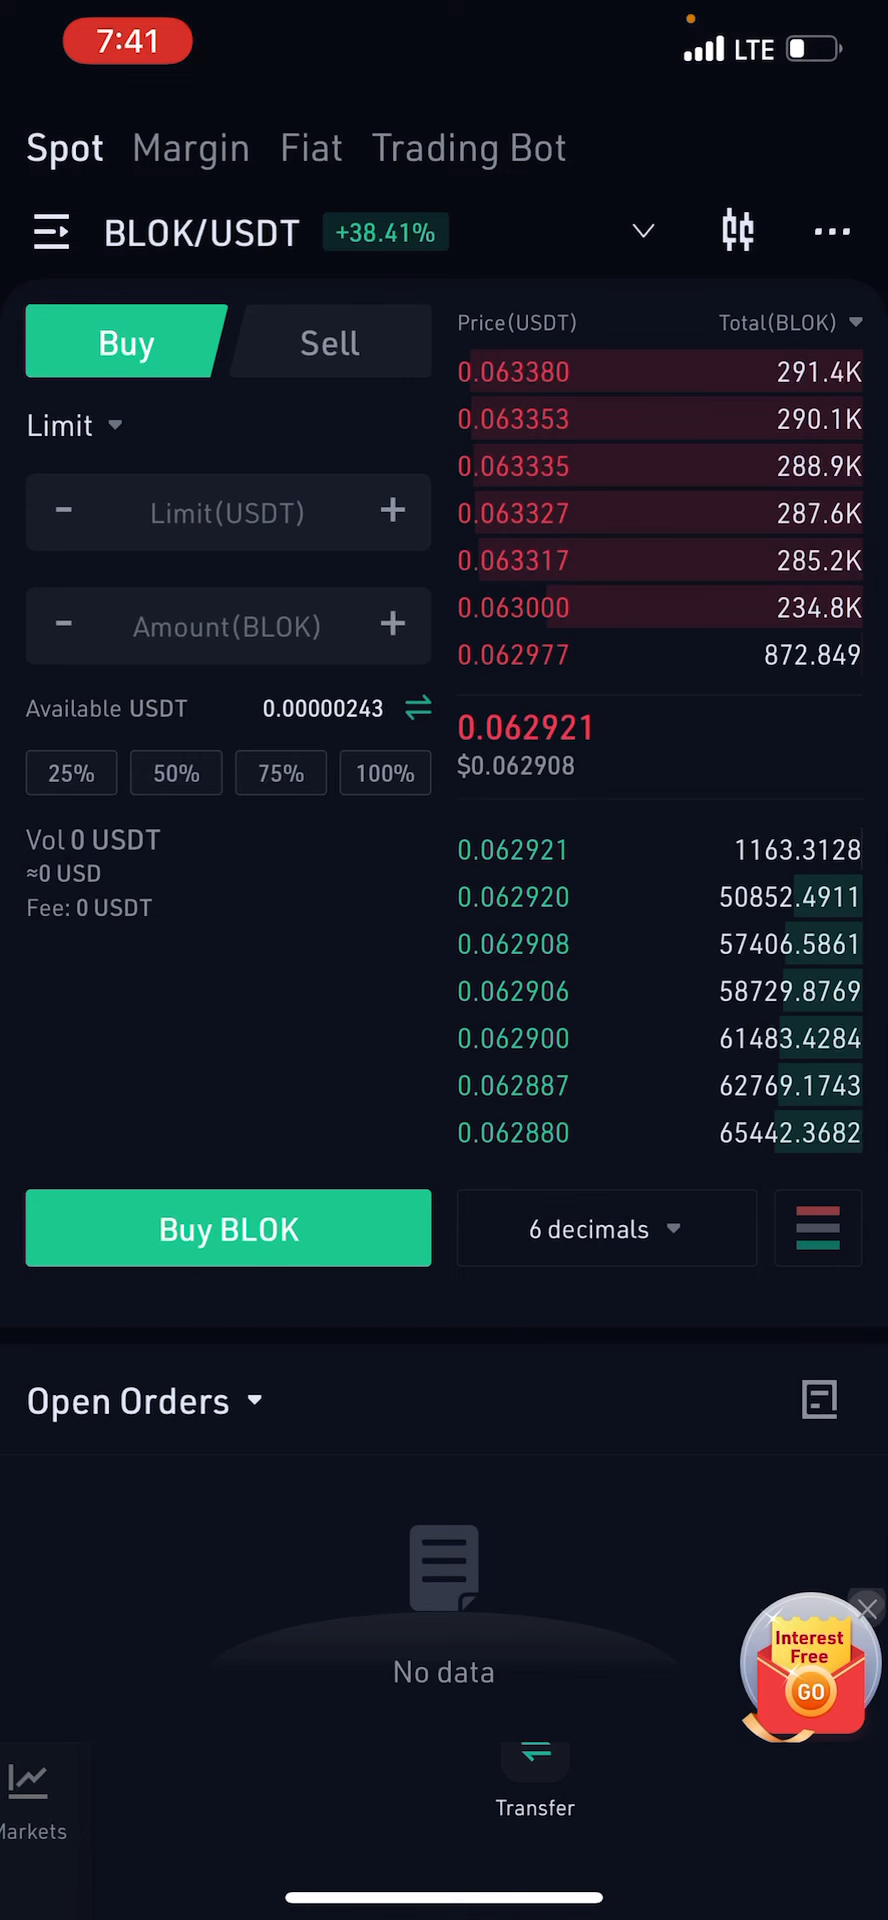 7:41
LTE
Spot Margin Fiat Trading Bot
BLOK/USDT +38.41%
Buy Sell
Limit
- Limit(USDT) +
- Amount(BLOK) +
Available USDT 0.00000243
25% 50% 75% 100%
Vol 0 USDT
≈0 USD
Fee: 0 USDT
Buy BLOK
Price(USDT) Total(BLOK)
0.063380 291.4K
0.063353 290.1K
0.063335 288.9K
0.063327 287.6K
0.063317 285.2K
0.063000 234.8K
0.062977 872.849
0.062921
$0.062908
0.062921 1163.3128
0.062920 50852.4911
0.062908 57406.5861
0.062906 58729.8769
0.062900 61483.4284
0.062887 62769.1743
0.062880 65442.3682
6 decimals
Open Orders
No data
Interest
Free
GO
Markets
Transfer